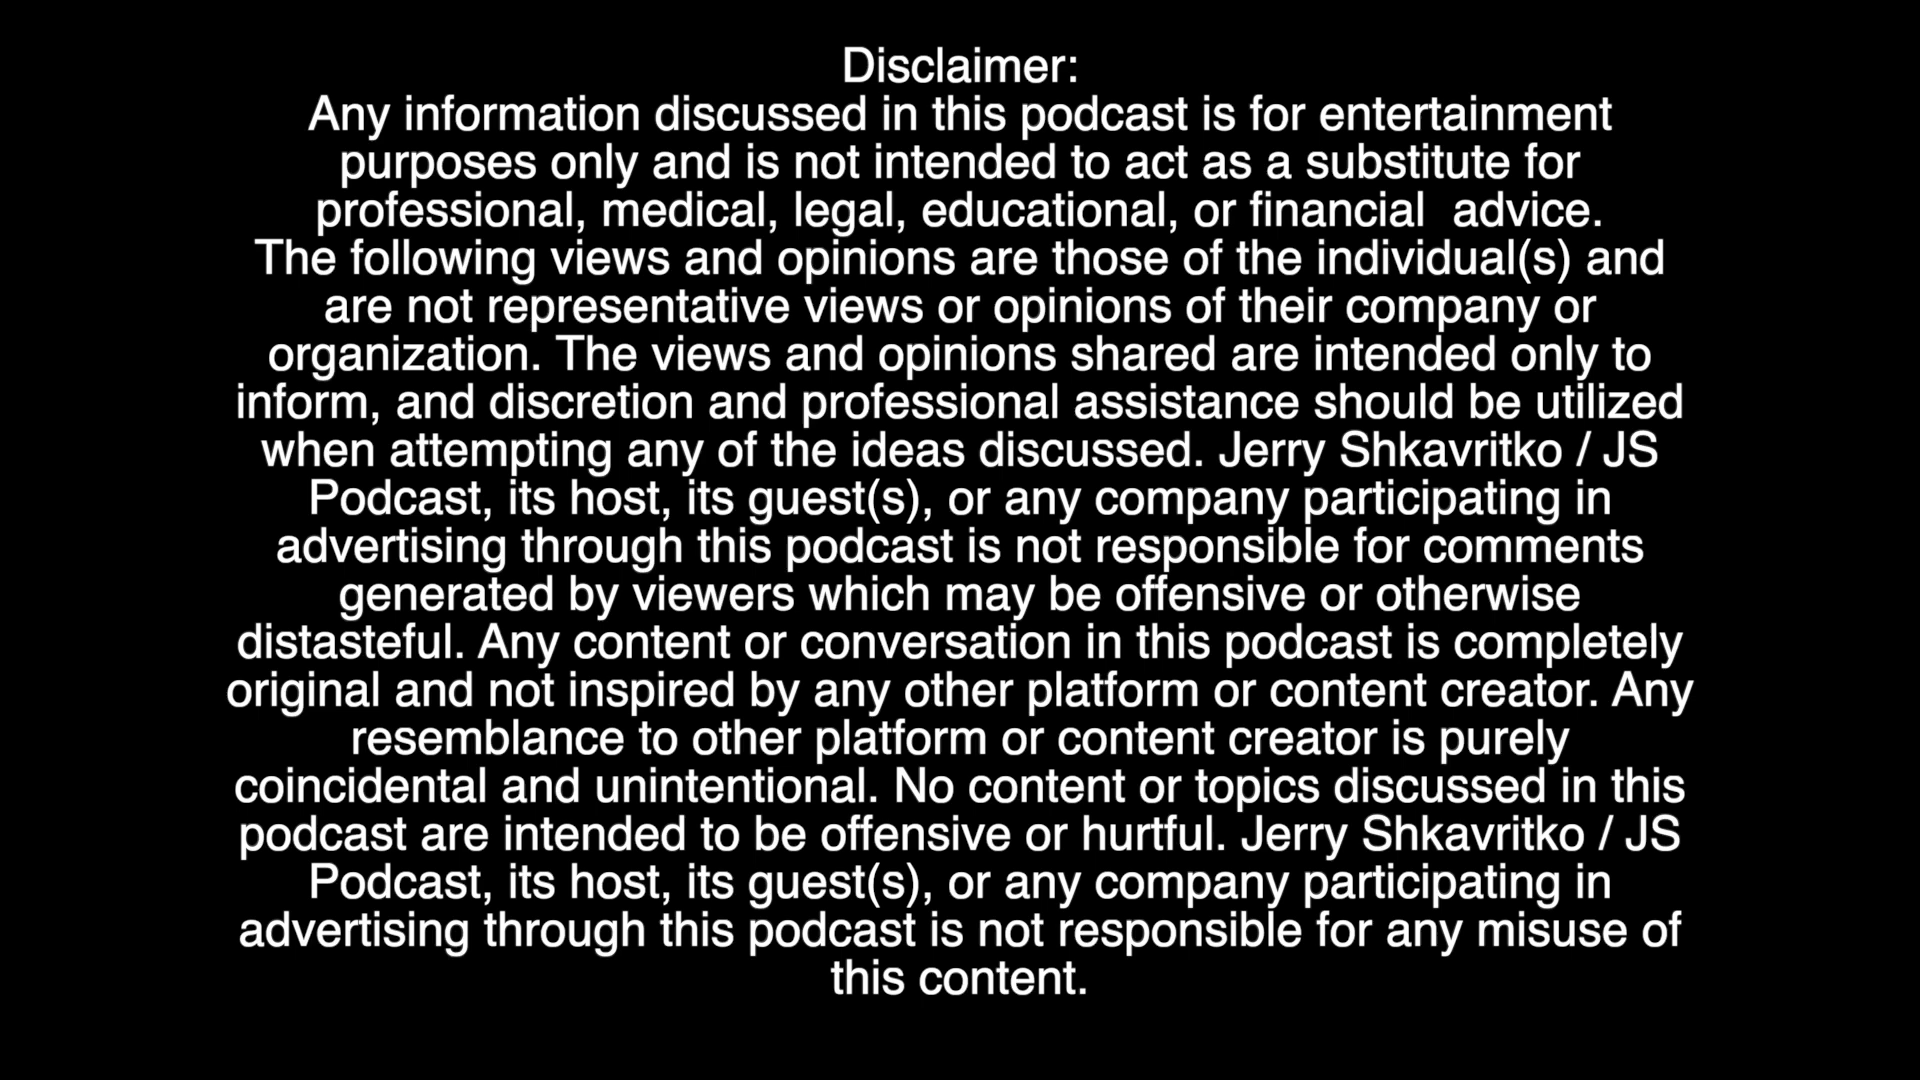 Disclaimer:
Any information discussed in this podcast is for entertainment
purposes only and is not intended to act as a substitute for
professional, medical, legal, educational, or financial  advice.
The following views and opinions are those of the individual(s) and
are not representative views or opinions of their company or
organization. The views and opinions shared are intended only to
inform, and discretion and professional assistance should be utilized
when attempting any of the ideas discussed. Jerry Shkavritko / JS
Podcast, its host, its guest(s), or any company participating in
advertising through this podcast is not responsible for comments
generated by viewers which may be offensive or otherwise
distasteful. Any content or conversation in this podcast is completely
original and not inspired by any other platform or content creator. Any
resemblance to other platform or content creator is purely
coincidental and unintentional. No content or topics discussed in this
podcast are intended to be offensive or hurtful. Jerry Shkavritko / JS
Podcast, its host, its guest(s), or any company participating in
advertising through this podcast is not responsible for any misuse of
this content.